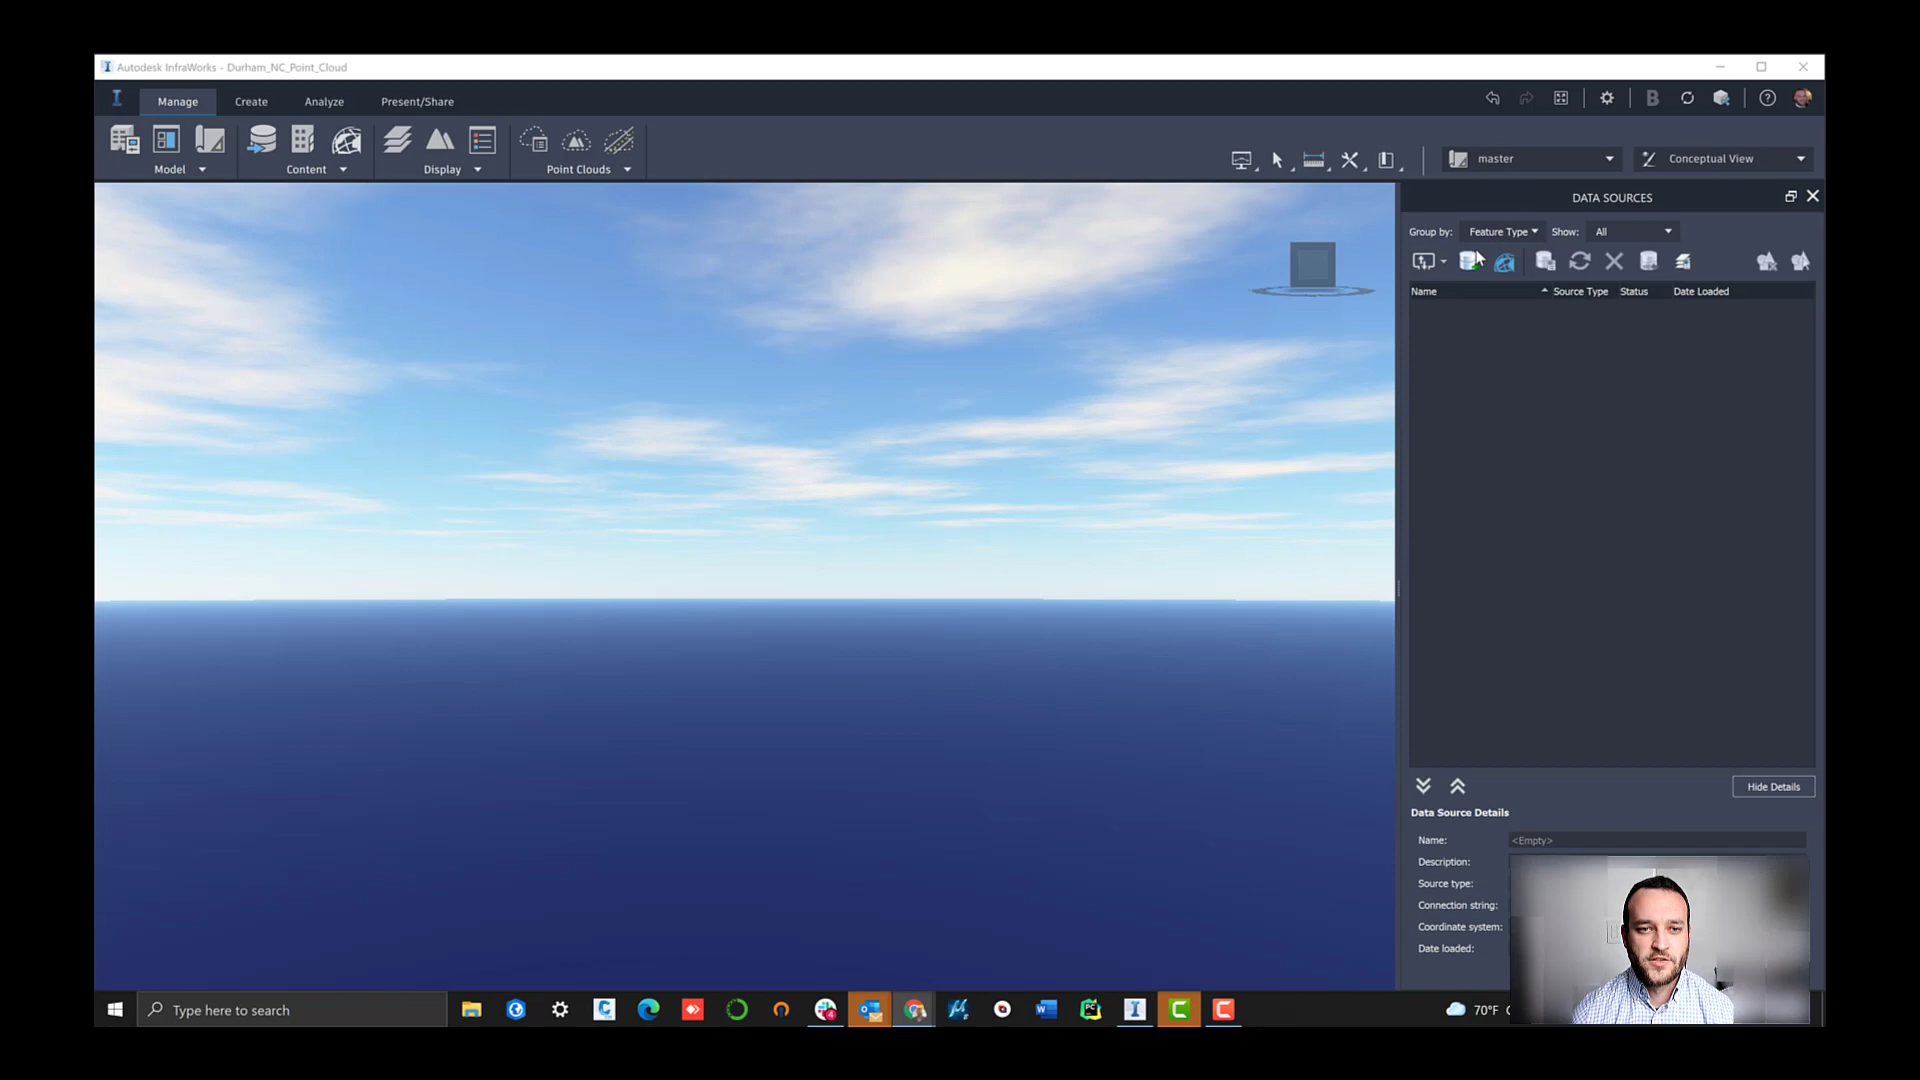 Autodesk InfraWorks - Durham_NC_Point_Cloud
Manage Create Analyze Present/Share
Model Content Display Point Clouds
master Conceptual View
DATA SOURCES
Group by: Feature Type Show: All
Name Source Type Status Date Loaded
Hide Details
Data Source Details
Name: <Empty>
Description:
Source type:
Connection string:
Coordinate system:
Date loaded:
Type here to search
70°F